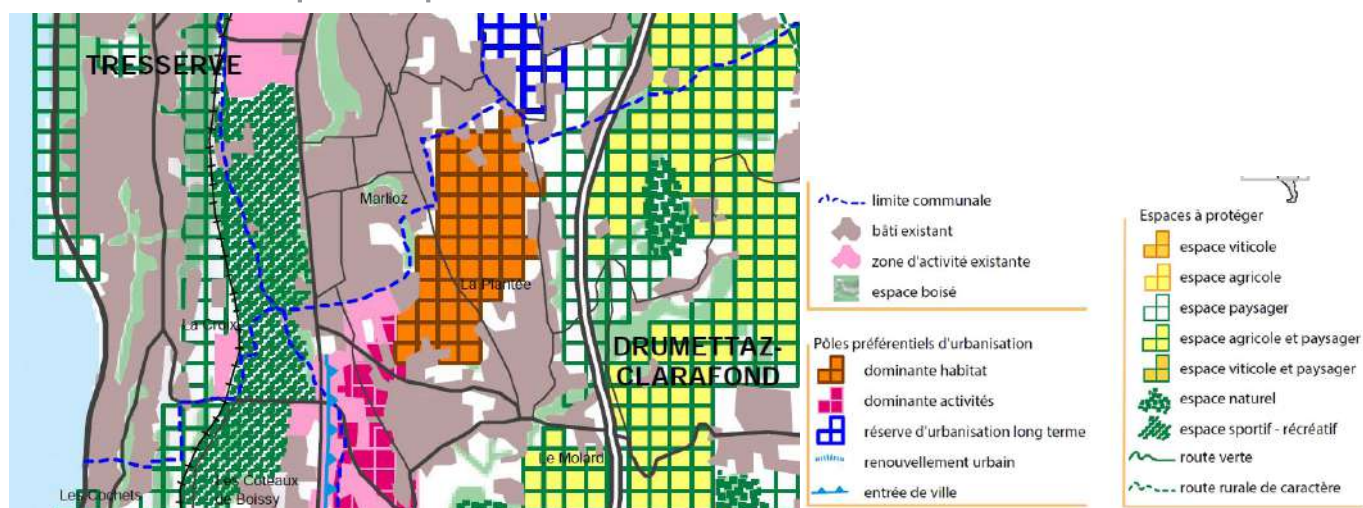 TRESSERVE
Marlioz
La Plantée
La Croix
DRUMETTAZ-
CLARAFOND
Le Molard
Les Cochets
Les Côteaux
de Boissy
limite communale
bâti existant
zone d'activité existante
espace boisé
Pôles préférentiels d'urbanisation
dominante habitat
dominante activités
réserve d'urbanisation long terme
renouvellement urbain
entrée de ville
Espaces à protéger
espace viticole
espace agricole
espace paysager
espace agricole et paysager
espace viticole et paysager
espace naturel
espace sportif - récréatif
route verte
route rurale de caractère